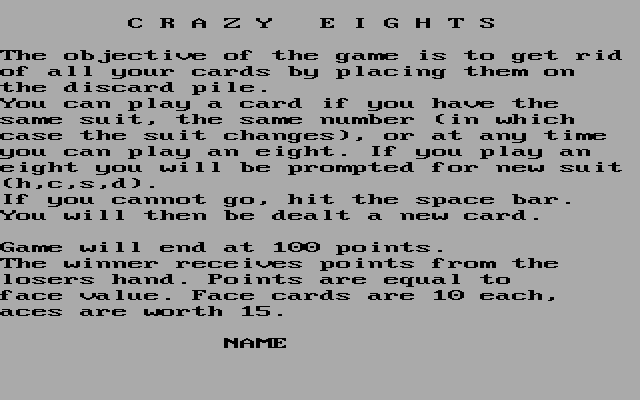 C R A Z Y   E I G H T S
The objective of the game is to get rid
of all your cards by placing them on
the discard pile.
You can play a card if you have the
same suit, the same number (in which
case the suit changes), or at any time
you can play an eight. If you play an
eight you will be prompted for new suit
(h,c,s,d).
If you cannot go, hit the space bar.
You will then be dealt a new card.
Game will end at 100 points.
The winner receives points from the
losers hand. Points are equal to
face value. Face cards are 10 each,
aces are worth 15.
NAME